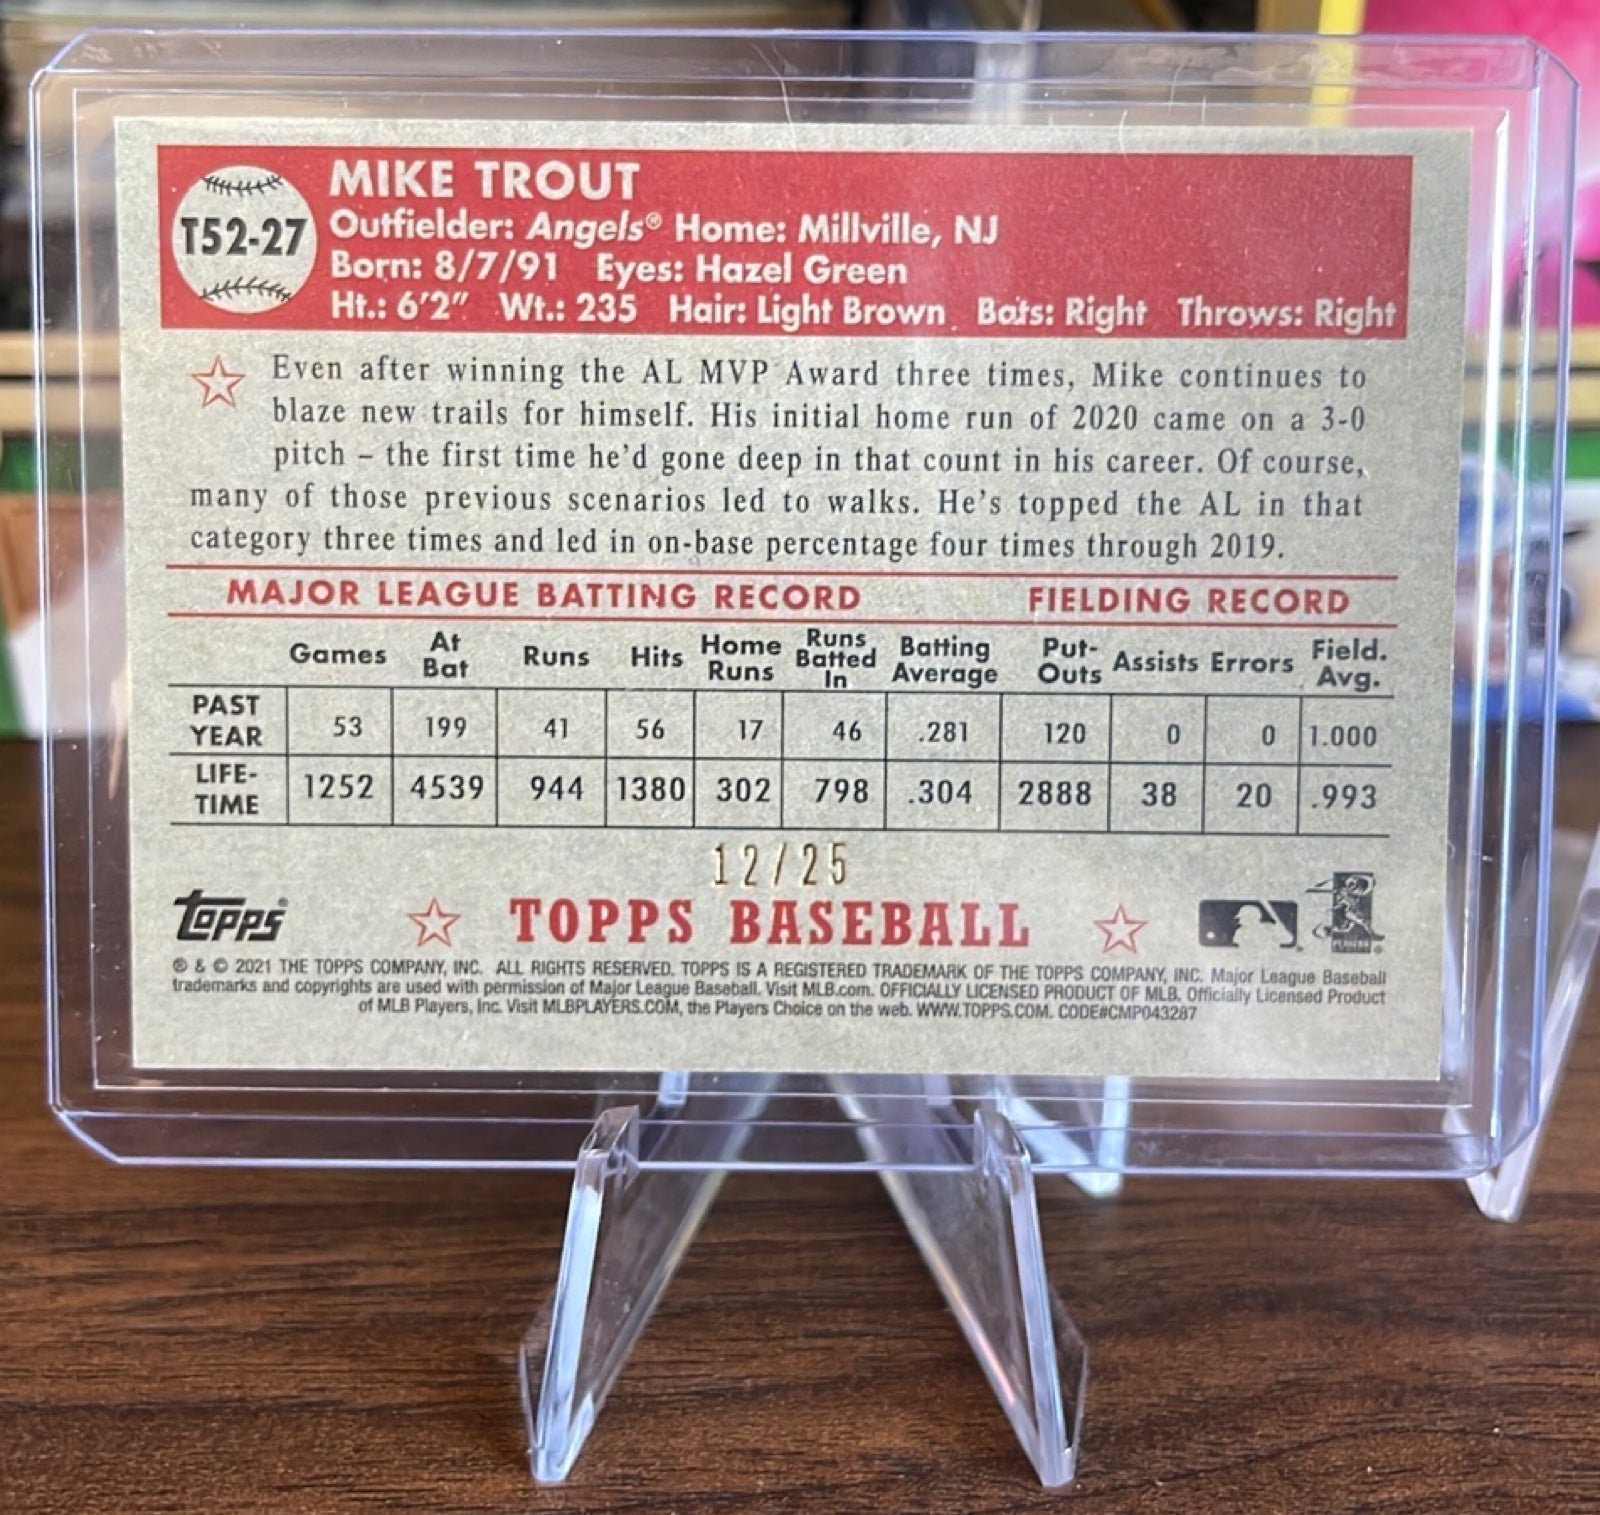 T52-27
MIKE TROUT
Outfielder: Angels® Home: Millville, NJ
Born: 8/7/91 Eyes: Hazel Green
Ht.: 6'2" Wt.: 235 Hair: Light Brown Bats: Right Throws: Right
Even after winning the AL MVP Award three times, Mike continues to
blaze new trails for himself. His initial home run of 2020 came on a 3-0
pitch – the first time he'd gone deep in that count in his career. Of course,
many of those previous scenarios led to walks. He's topped the AL in that
category three times and led in on-base percentage four times through 2019.
MAJOR LEAGUE BATTING RECORD FIELDING RECORD
Games At Bat Runs Hits Home Runs Runs Batted In Batting Average Put-Outs Assists Errors Field. Avg.
PAST YEAR 53 199 41 56 17 46 .281 120 0 0 1.000
LIFE-TIME 1252 4539 944 1380 302 798 .304 2888 38 20 .993
12/25
Topps® TOPPS BASEBALL
® & © 2021 THE TOPPS COMPANY, INC. ALL RIGHTS RESERVED. TOPPS IS A REGISTERED TRADEMARK OF THE TOPPS COMPANY, INC. Major League Baseball
trademarks and copyrights are used with permission of Major League Baseball. Visit MLB.com. OFFICIALLY LICENSED PRODUCT OF MLB. Officially Licensed Product
of MLB Players, Inc. Visit MLBPLAYERS.COM, the Players Choice on the web. WWW.TOPPS.COM. CODE#CMP043287